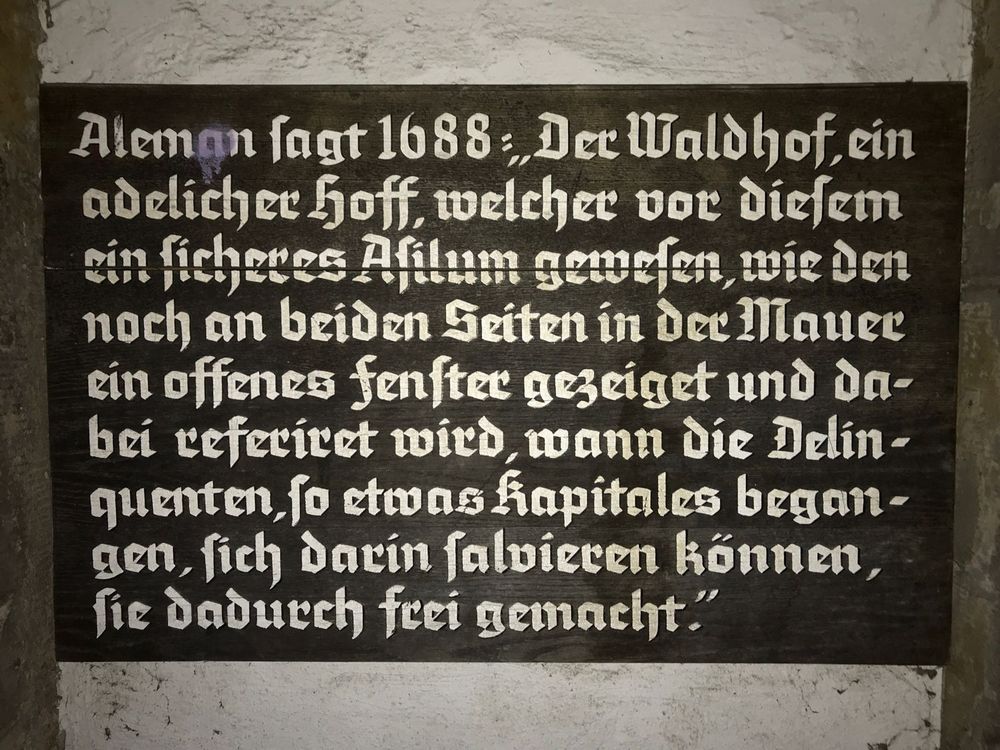 Aleman sagt 1688: „Der Waldhof, ein
adelicher Hoff, welcher vor diesem
ein sicheres Asilum gewesen, wie den
noch an beiden Seiten in der Mauer
ein offenes Fenster gezeiget und da-
bei referiret wird, wann die Delin-
quenten, so etwas Kapitales began-
gen, sich darin salvieren können,
sie dadurch frei gemacht.“